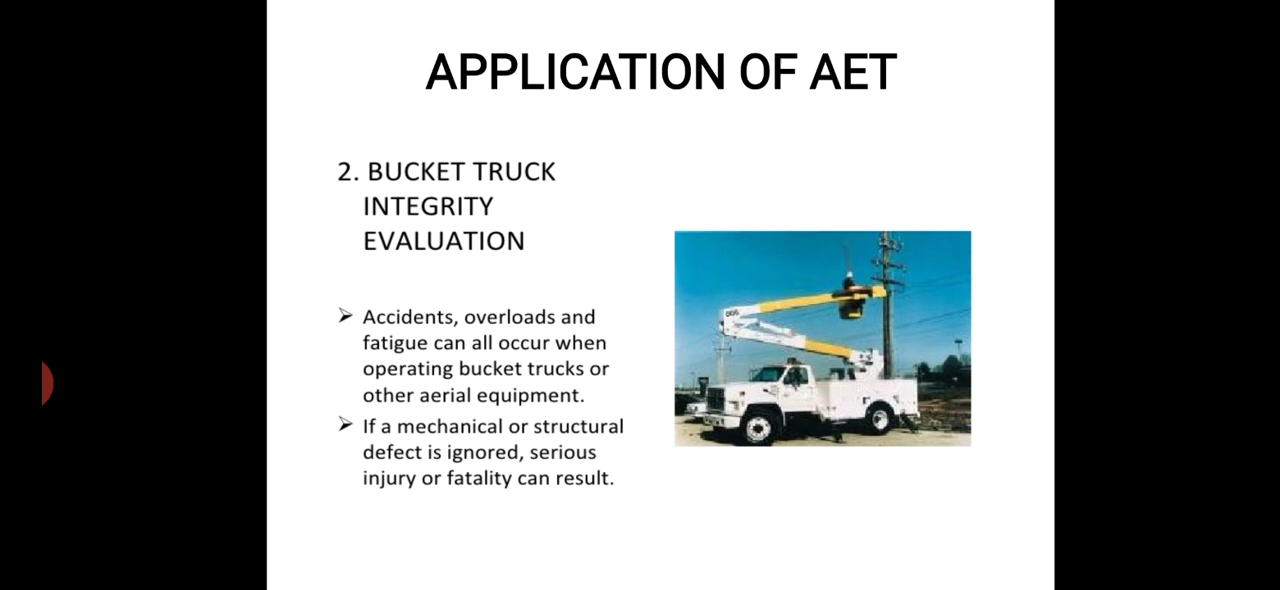 APPLICATION OF AET
2. BUCKET TRUCK
INTEGRITY
EVALUATION
➢ Accidents, overloads and
fatigue can all occur when
operating bucket trucks or
other aerial equipment.
➢ If a mechanical or structural
defect is ignored, serious
injury or fatality can result.